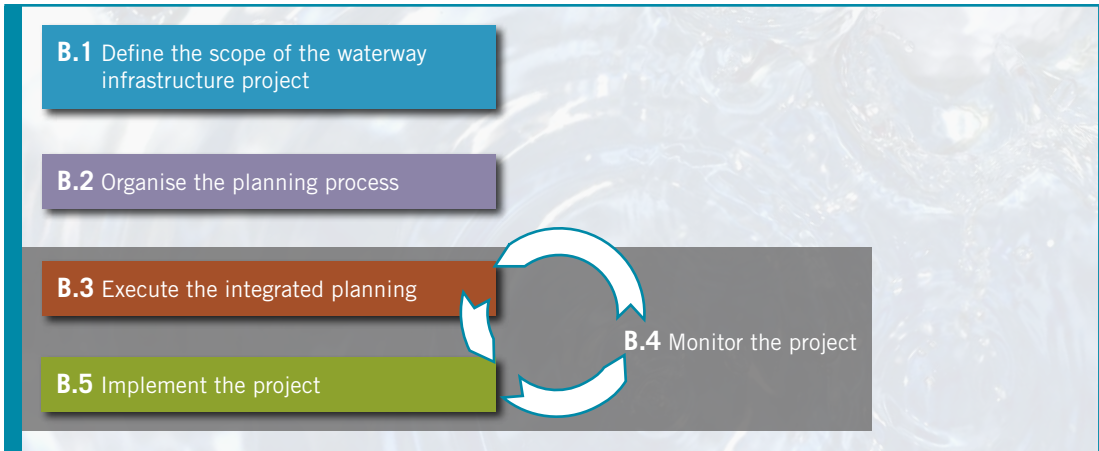 B.1 Define the scope of the waterway
infrastructure project
B.2 Organise the planning process
B.3 Execute the integrated planning
B.4 Monitor the project
B.5 Implement the project